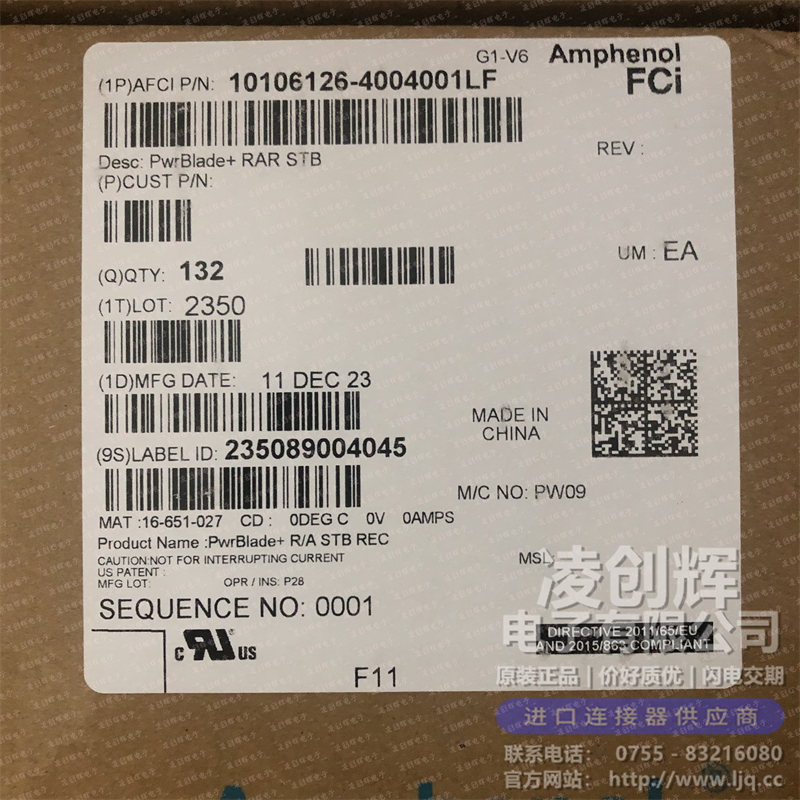 G1-V6 Amphenol
FCi
(1P)AFCI P/N: 10106126-4004001LF
Desc: PwrBlade+ RAR STB
REV :
(P)CUST P/N:
(Q)QTY: 132
UM : EA
(1T)LOT: 2350
(1D)MFG DATE: 11 DEC 23
MADE IN
CHINA
(9S)LABEL ID: 235089004045
M/C NO: PW09
MAT :16-651-027 CD : 0DEG C 0V 0AMPS
Product Name :PwrBlade+ R/A STB REC
CAUTION:NOT FOR INTERRUPTING CURRENT
MSL
US PATENT :
MFG LOT: OPR / INS: P28
SEQUENCE NO: 0001
DIRECTIVE 2011/65/EU
AND 2015/863 COMPLIANT
c RU US
F11
凌创辉
电子有限公司
原装正品 | 价好质优 | 闪电交期
进口连接器供应商
联系电话: 0755 - 83216080
官方网站: http://www.ljq.cc